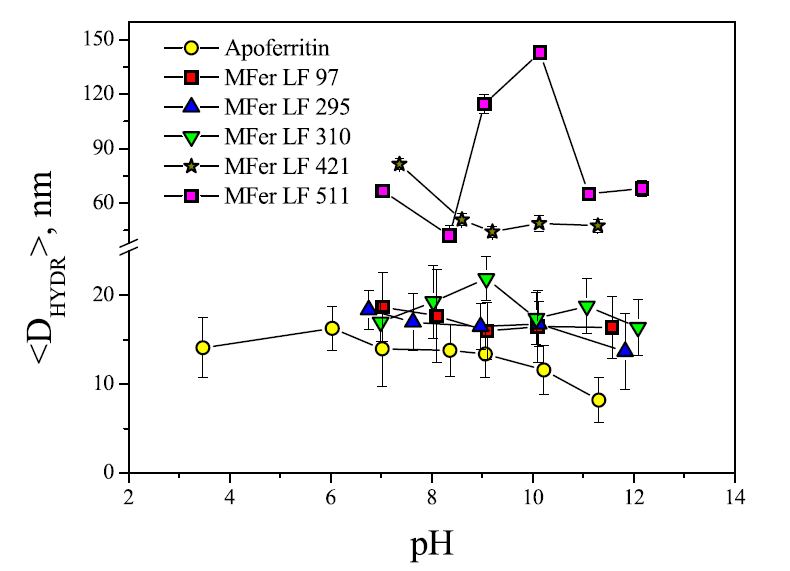 Apoferritin
MFer LF 97
MFer LF 295
MFer LF 310
MFer LF 421
MFer LF 511
150
120
90
60
20
10
0
<D_HYDR>, nm
2 4 6 8 10 12 14
pH